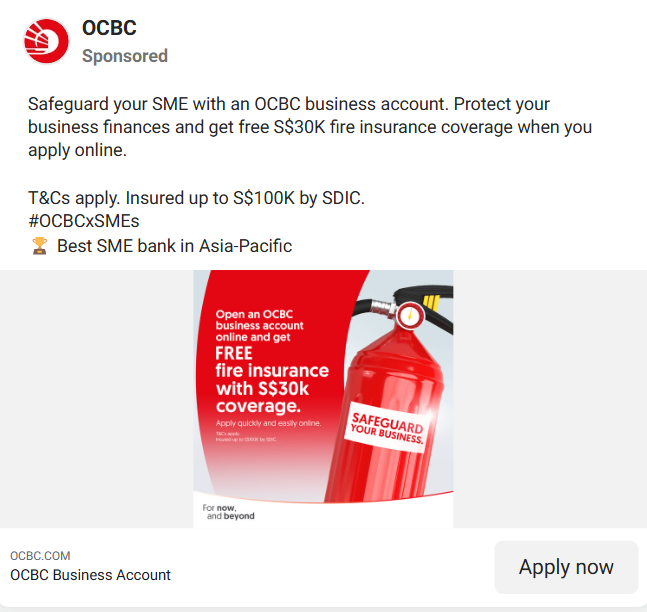 OCBC
Sponsored
Safeguard your SME with an OCBC business account. Protect your
business finances and get free S$30K fire insurance coverage when you
apply online.
T&Cs apply. Insured up to S$100K by SDIC.
#OCBCxSMEs
🏆 Best SME bank in Asia-Pacific
Open an OCBC
business account
online and get
FREE
fire insurance
with S$30k
coverage.
Apply quickly and easily online.
T&Cs apply.
Insured up to S$100k by SDIC.
SAFEGUARD
YOUR BUSINESS.
For now,
and beyond
OCBC.COM
OCBC Business Account
Apply now